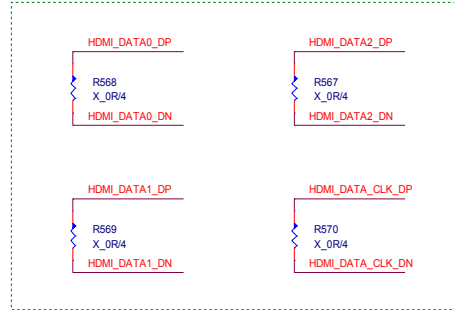 HDMI_DATA0_DP
R568
X_0R/4
HDMI_DATA0_DN
HDMI_DATA2_DP
R567
X_0R/4
HDMI_DATA2_DN
HDMI_DATA1_DP
R569
X_0R/4
HDMI_DATA1_DN
HDMI_DATA_CLK_DP
R570
X_0R/4
HDMI_DATA_CLK_DN